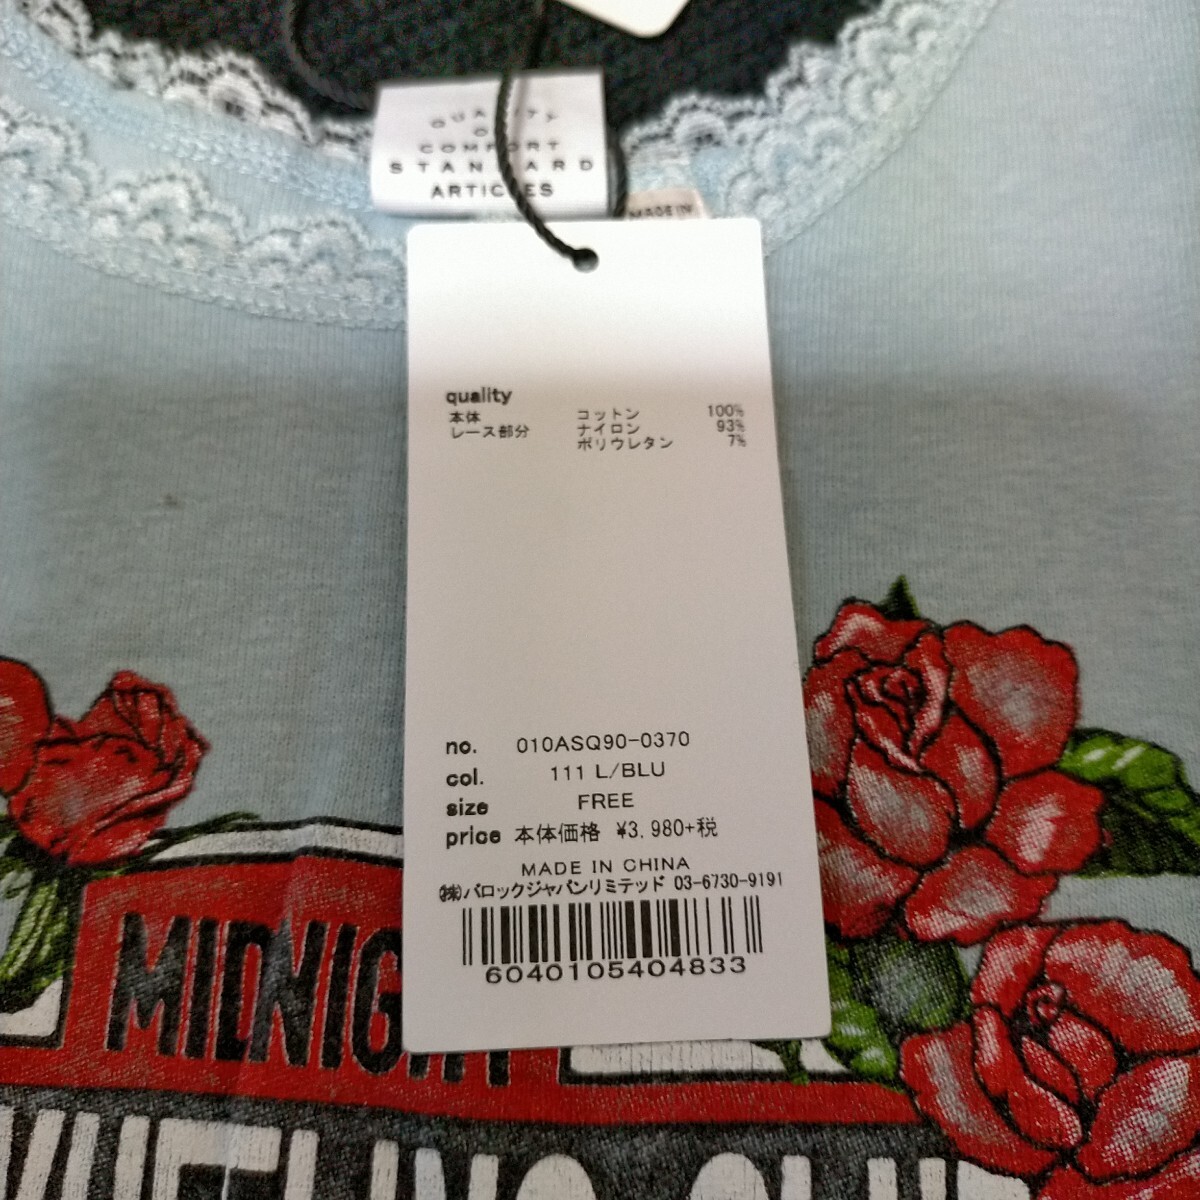 QUALITY
OF
COMFORT
STANDARD
ARTICLES
MADE IN
quality
本体 コットン 100%
レース部分 ナイロン 93%
ポリウレタン 7%
no. 010ASQ90-0370
col. 111 L/BLU
size FREE
price 本体価格 ¥3,980+税
MADE IN CHINA
(株)バロックジャパンリミテッド 03-6730-9191
6040105404833
MIDNIGHT